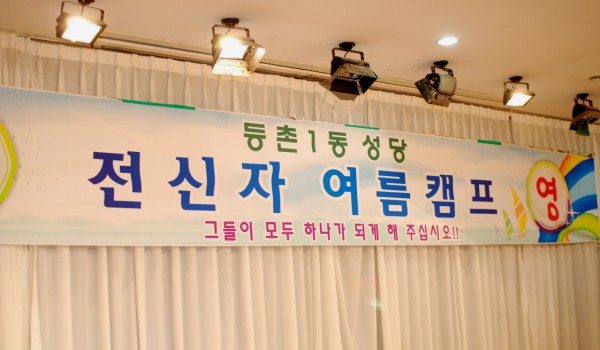 등촌1동 성당
전신자 여름캠프
영
그들이 모두 하나가 되게 해 주십시오!!